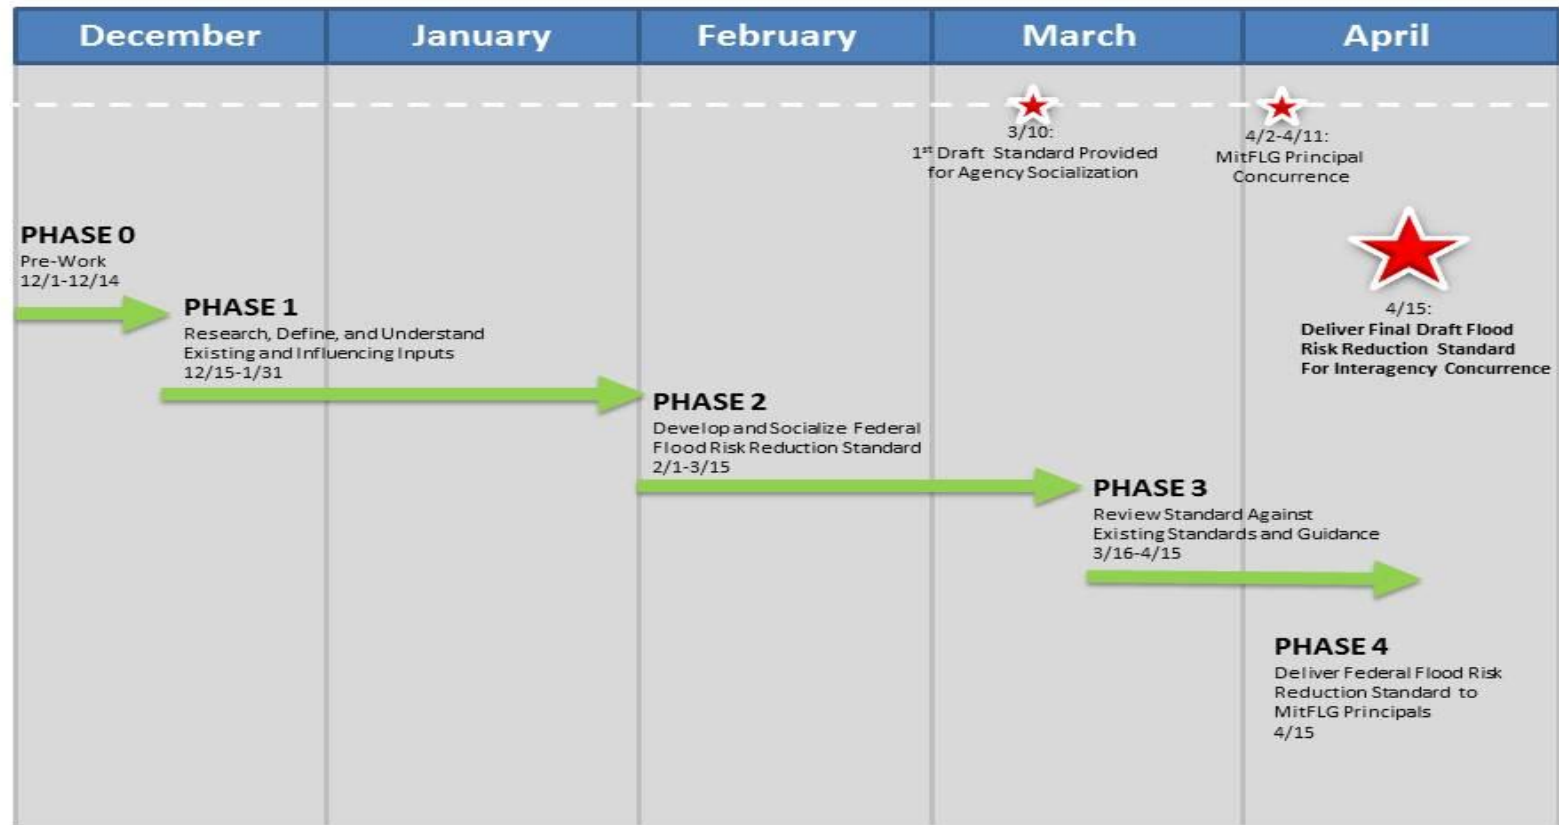 December
January
February
March
April
3/10:
1st Draft Standard Provided
for Agency Socialization
4/2-4/11:
MitFLG Principal
Concurrence
PHASE 0
Pre-Work
12/1-12/14
4/15:
Deliver Final Draft Flood
Risk Reduction Standard
For Interagency Concurrence
PHASE 1
Research, Define, and Understand
Existing and Influencing Inputs
12/15-1/31
PHASE 2
Develop and Socialize Federal
Flood Risk Reduction Standard
2/1-3/15
PHASE 3
Review Standard Against
Existing Standards and Guidance
3/16-4/15
PHASE 4
Deliver Federal Flood Risk
Reduction Standard to
MitFLG Principals
4/15